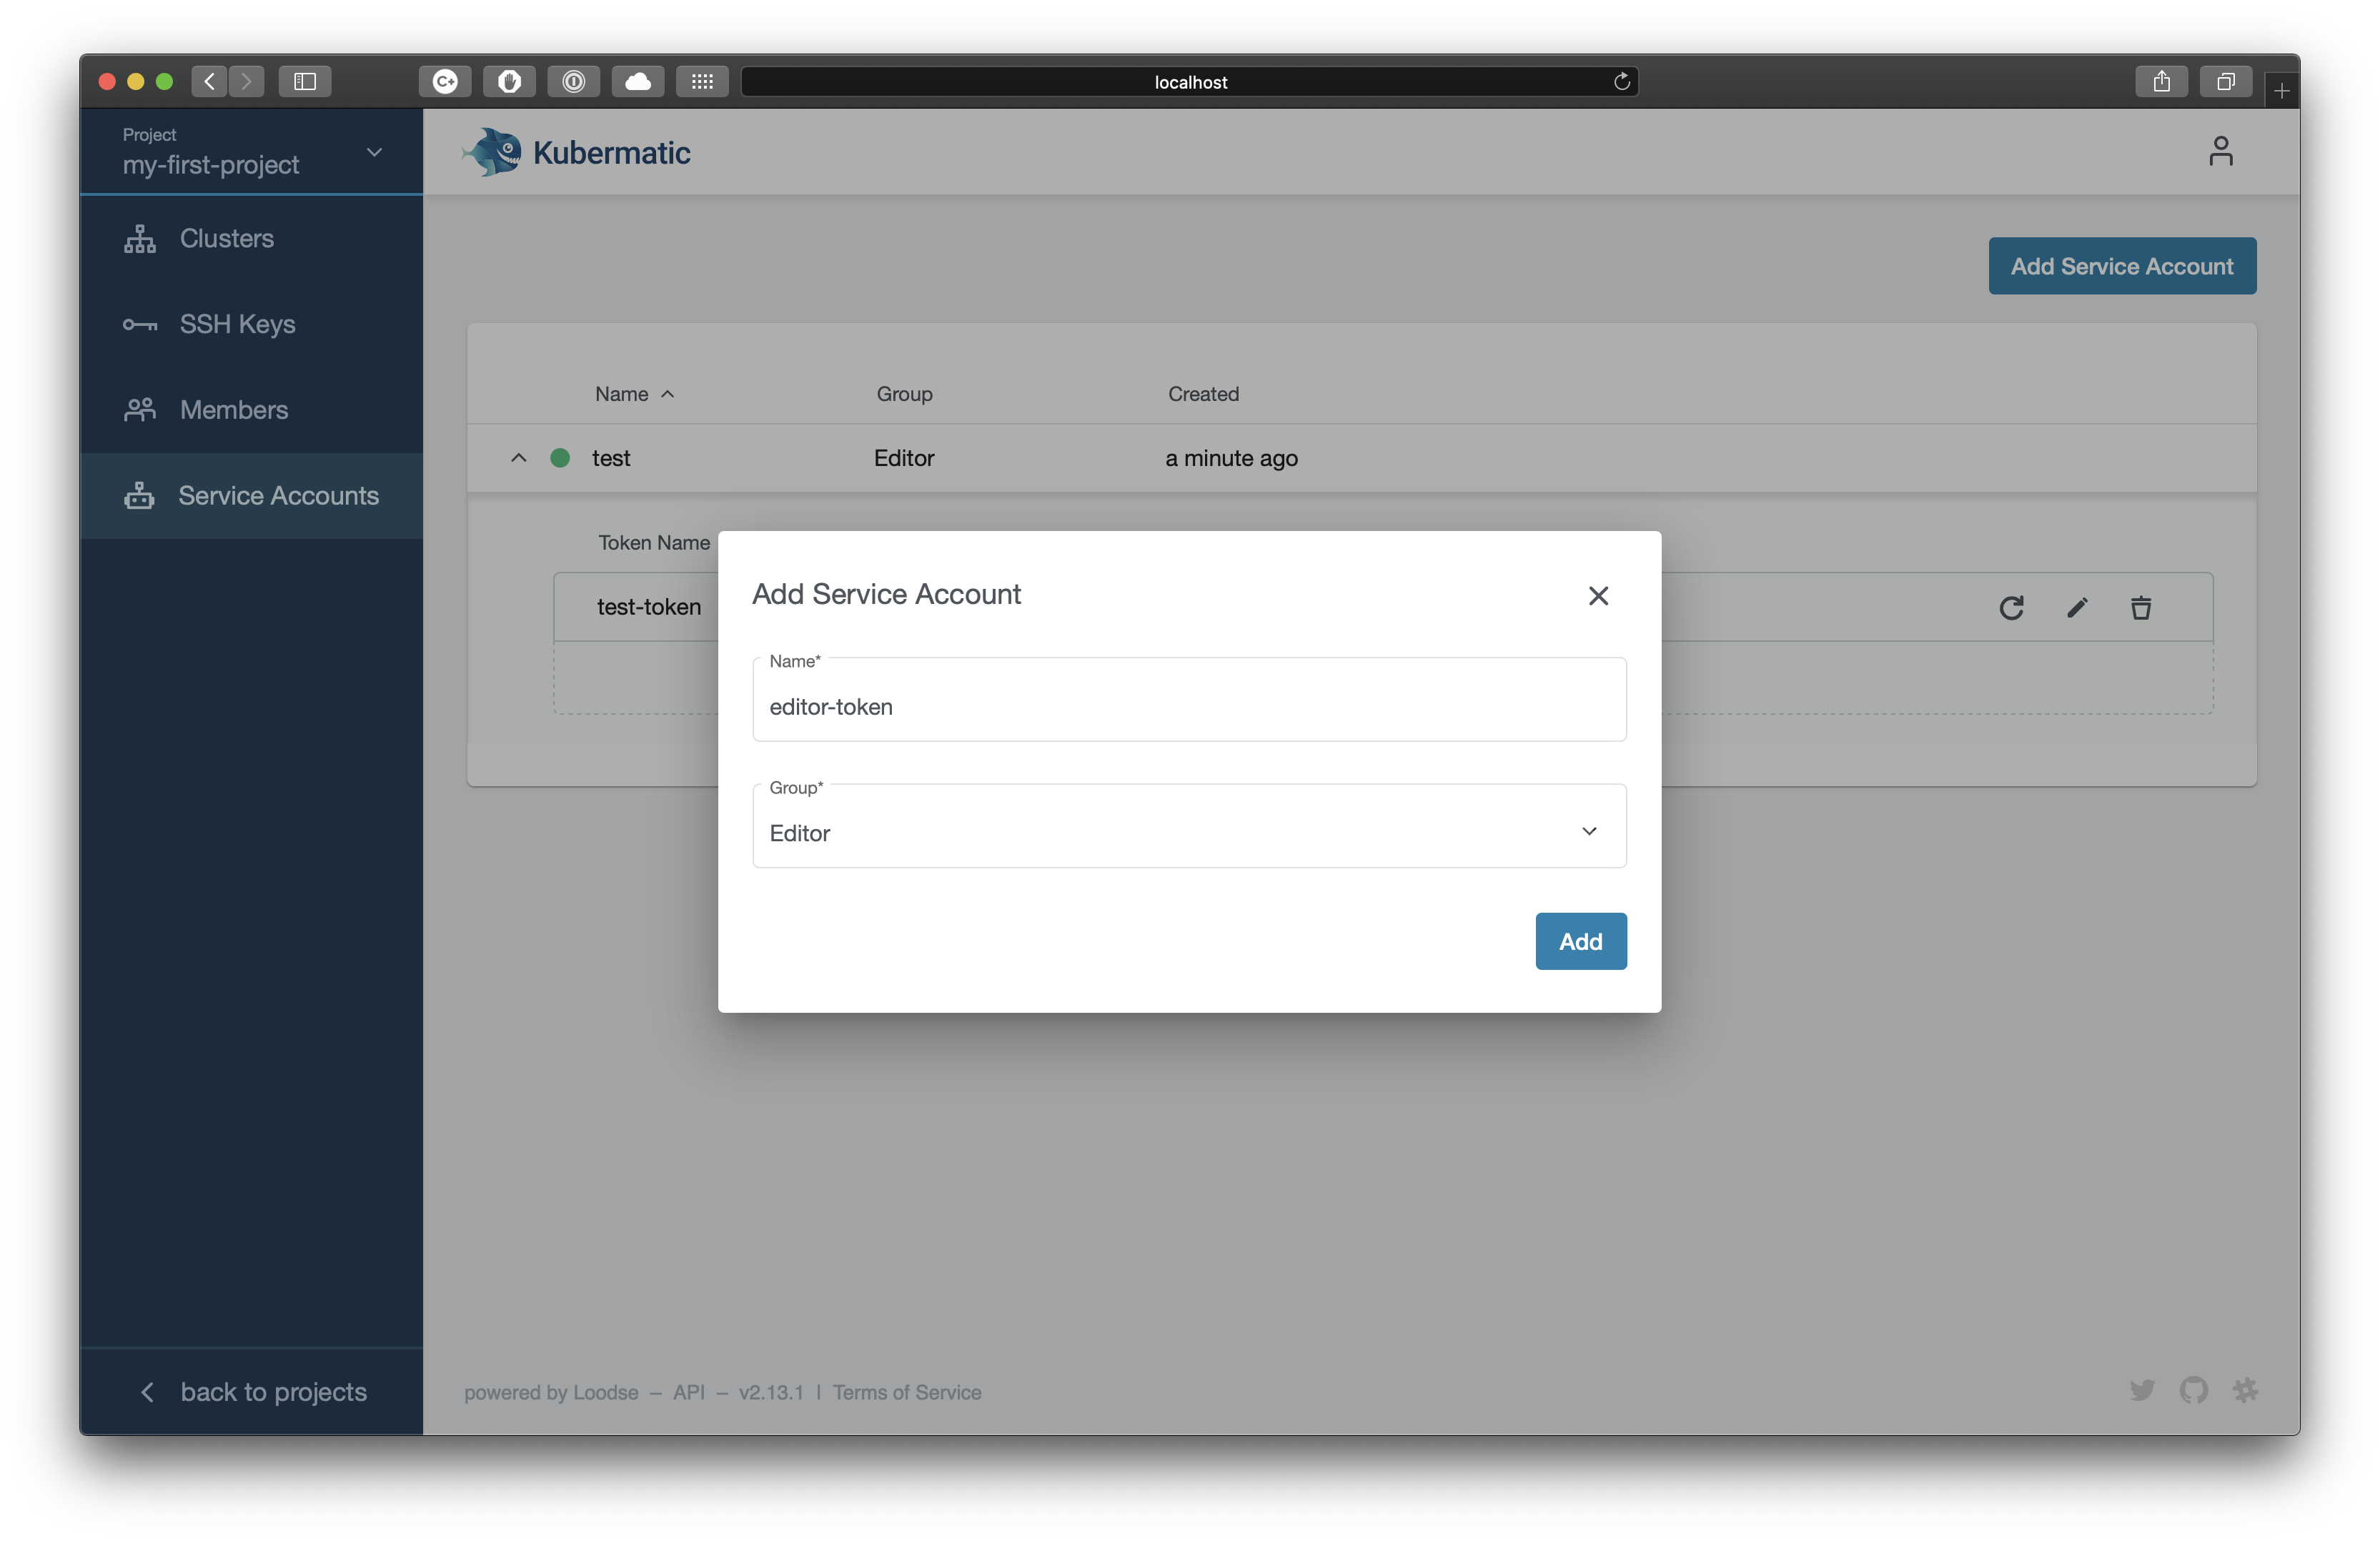 localhost
Project
my-first-project
Kubermatic
Clusters
SSH Keys
Members
Service Accounts
Add Service Account
Name
Group
Created
test
Editor
a minute ago
Token Name
test-token
Add Service Account
Name*
editor-token
Group*
Editor
Add
back to projects
powered by Loodse – API – v2.13.1 | Terms of Service